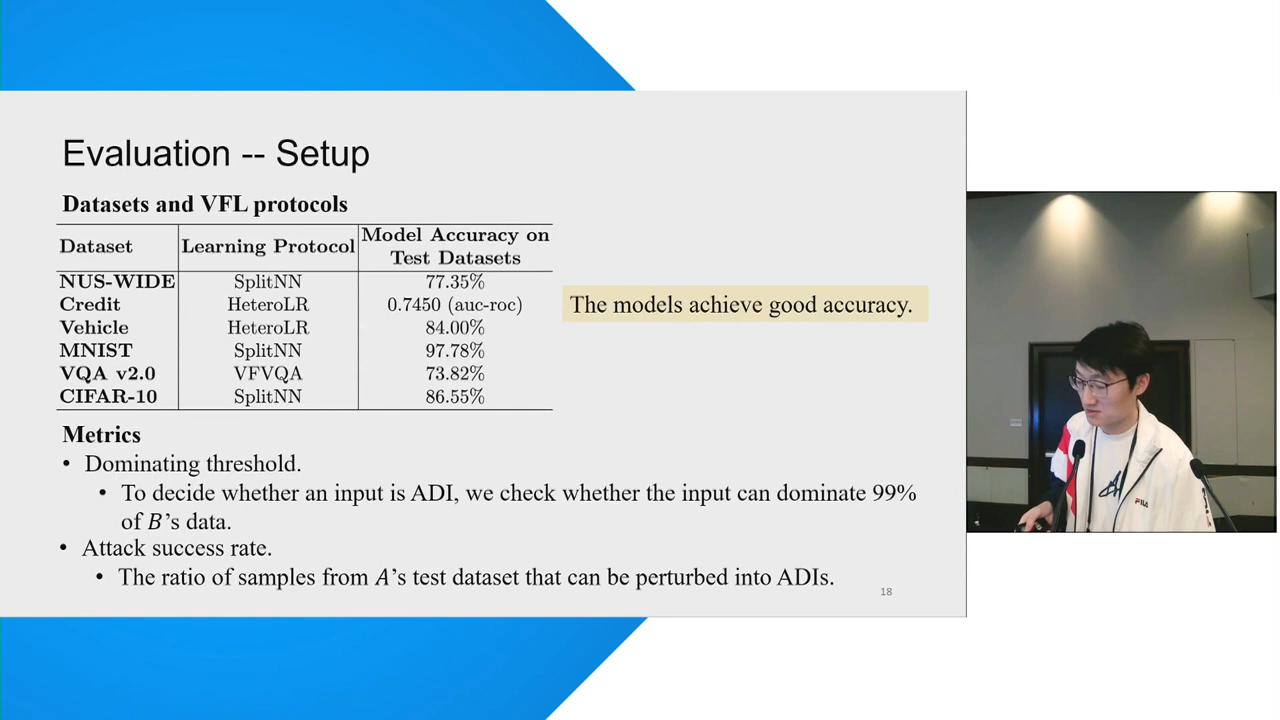 Evaluation -- Setup
Datasets and VFL protocols
Dataset Learning Protocol Model Accuracy on Test Datasets
NUS-WIDE SplitNN 77.35%
Credit HeteroLR 0.7450 (auc-roc)
Vehicle HeteroLR 84.00%
MNIST SplitNN 97.78%
VQA v2.0 VFVQA 73.82%
CIFAR-10 SplitNN 86.55%
The models achieve good accuracy.
Metrics
• Dominating threshold.
• To decide whether an input is ADI, we check whether the input can dominate 99%
of B's data.
• Attack success rate.
• The ratio of samples from A's test dataset that can be perturbed into ADIs.
18
FILA